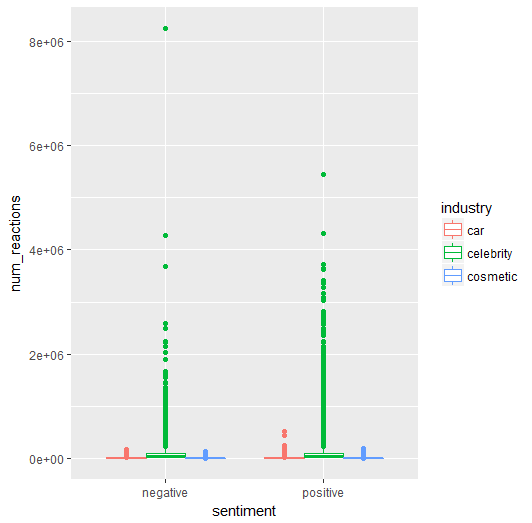 8e+06
6e+06
4e+06
2e+06
0e+00
num_reactions
negative
positive
sentiment
industry
car
celebrity
cosmetic